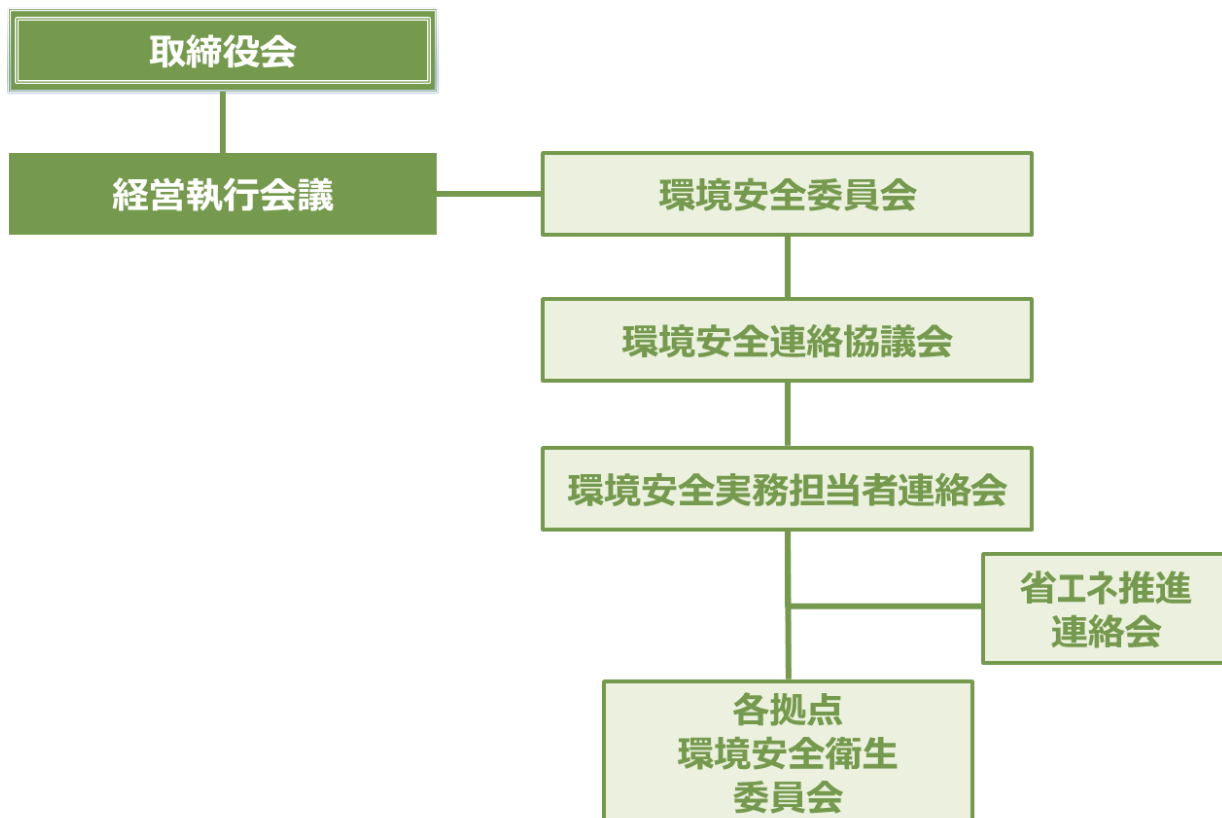 取締役会
経営執行会議
環境安全委員会
環境安全連絡協議会
環境安全実務担当者連絡会
省エネ推進
連絡会
各拠点
環境安全衛生
委員会